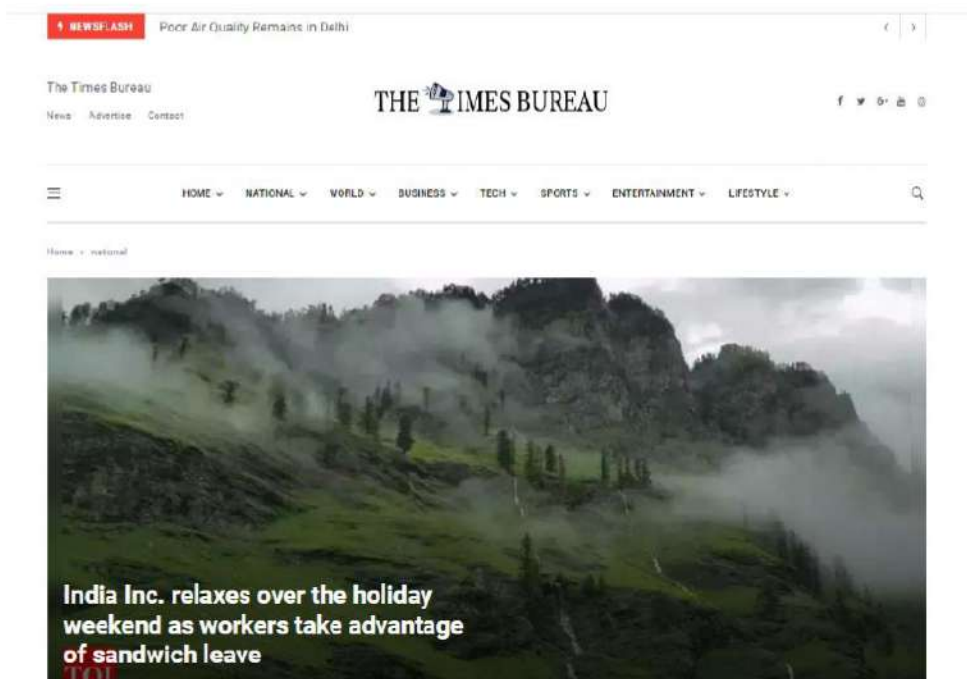 NEWSFLASH Poor Air Quality Remains in Delhi
The Times Bureau
News Advertise Contact
THE TIMES BUREAU
HOME NATIONAL WORLD BUSINESS TECH SPORTS ENTERTAINMENT LIFESTYLE
Home national
India Inc. relaxes over the holiday
weekend as workers take advantage
of sandwich leave
TOI